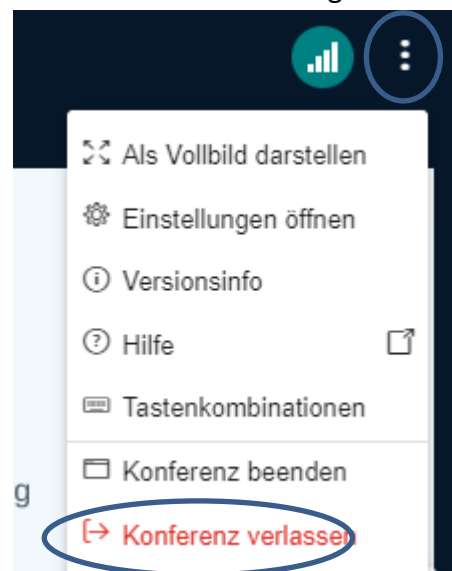 Als Vollbild darstellen
Einstellungen öffnen
Versionsinfo
Hilfe
Tastenkombinationen
Konferenz beenden
g
Konferenz verlassen